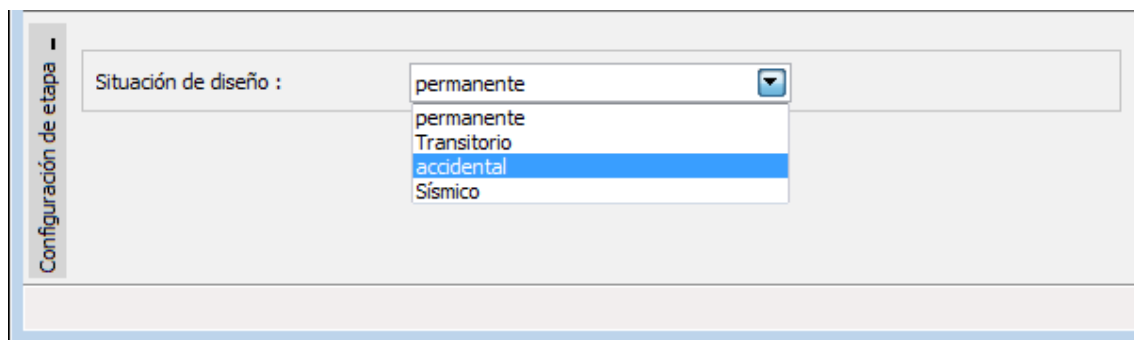 Configuración de etapa
Situación de diseño :
permanente
permanente
Transitorio
accidental
Sísmico